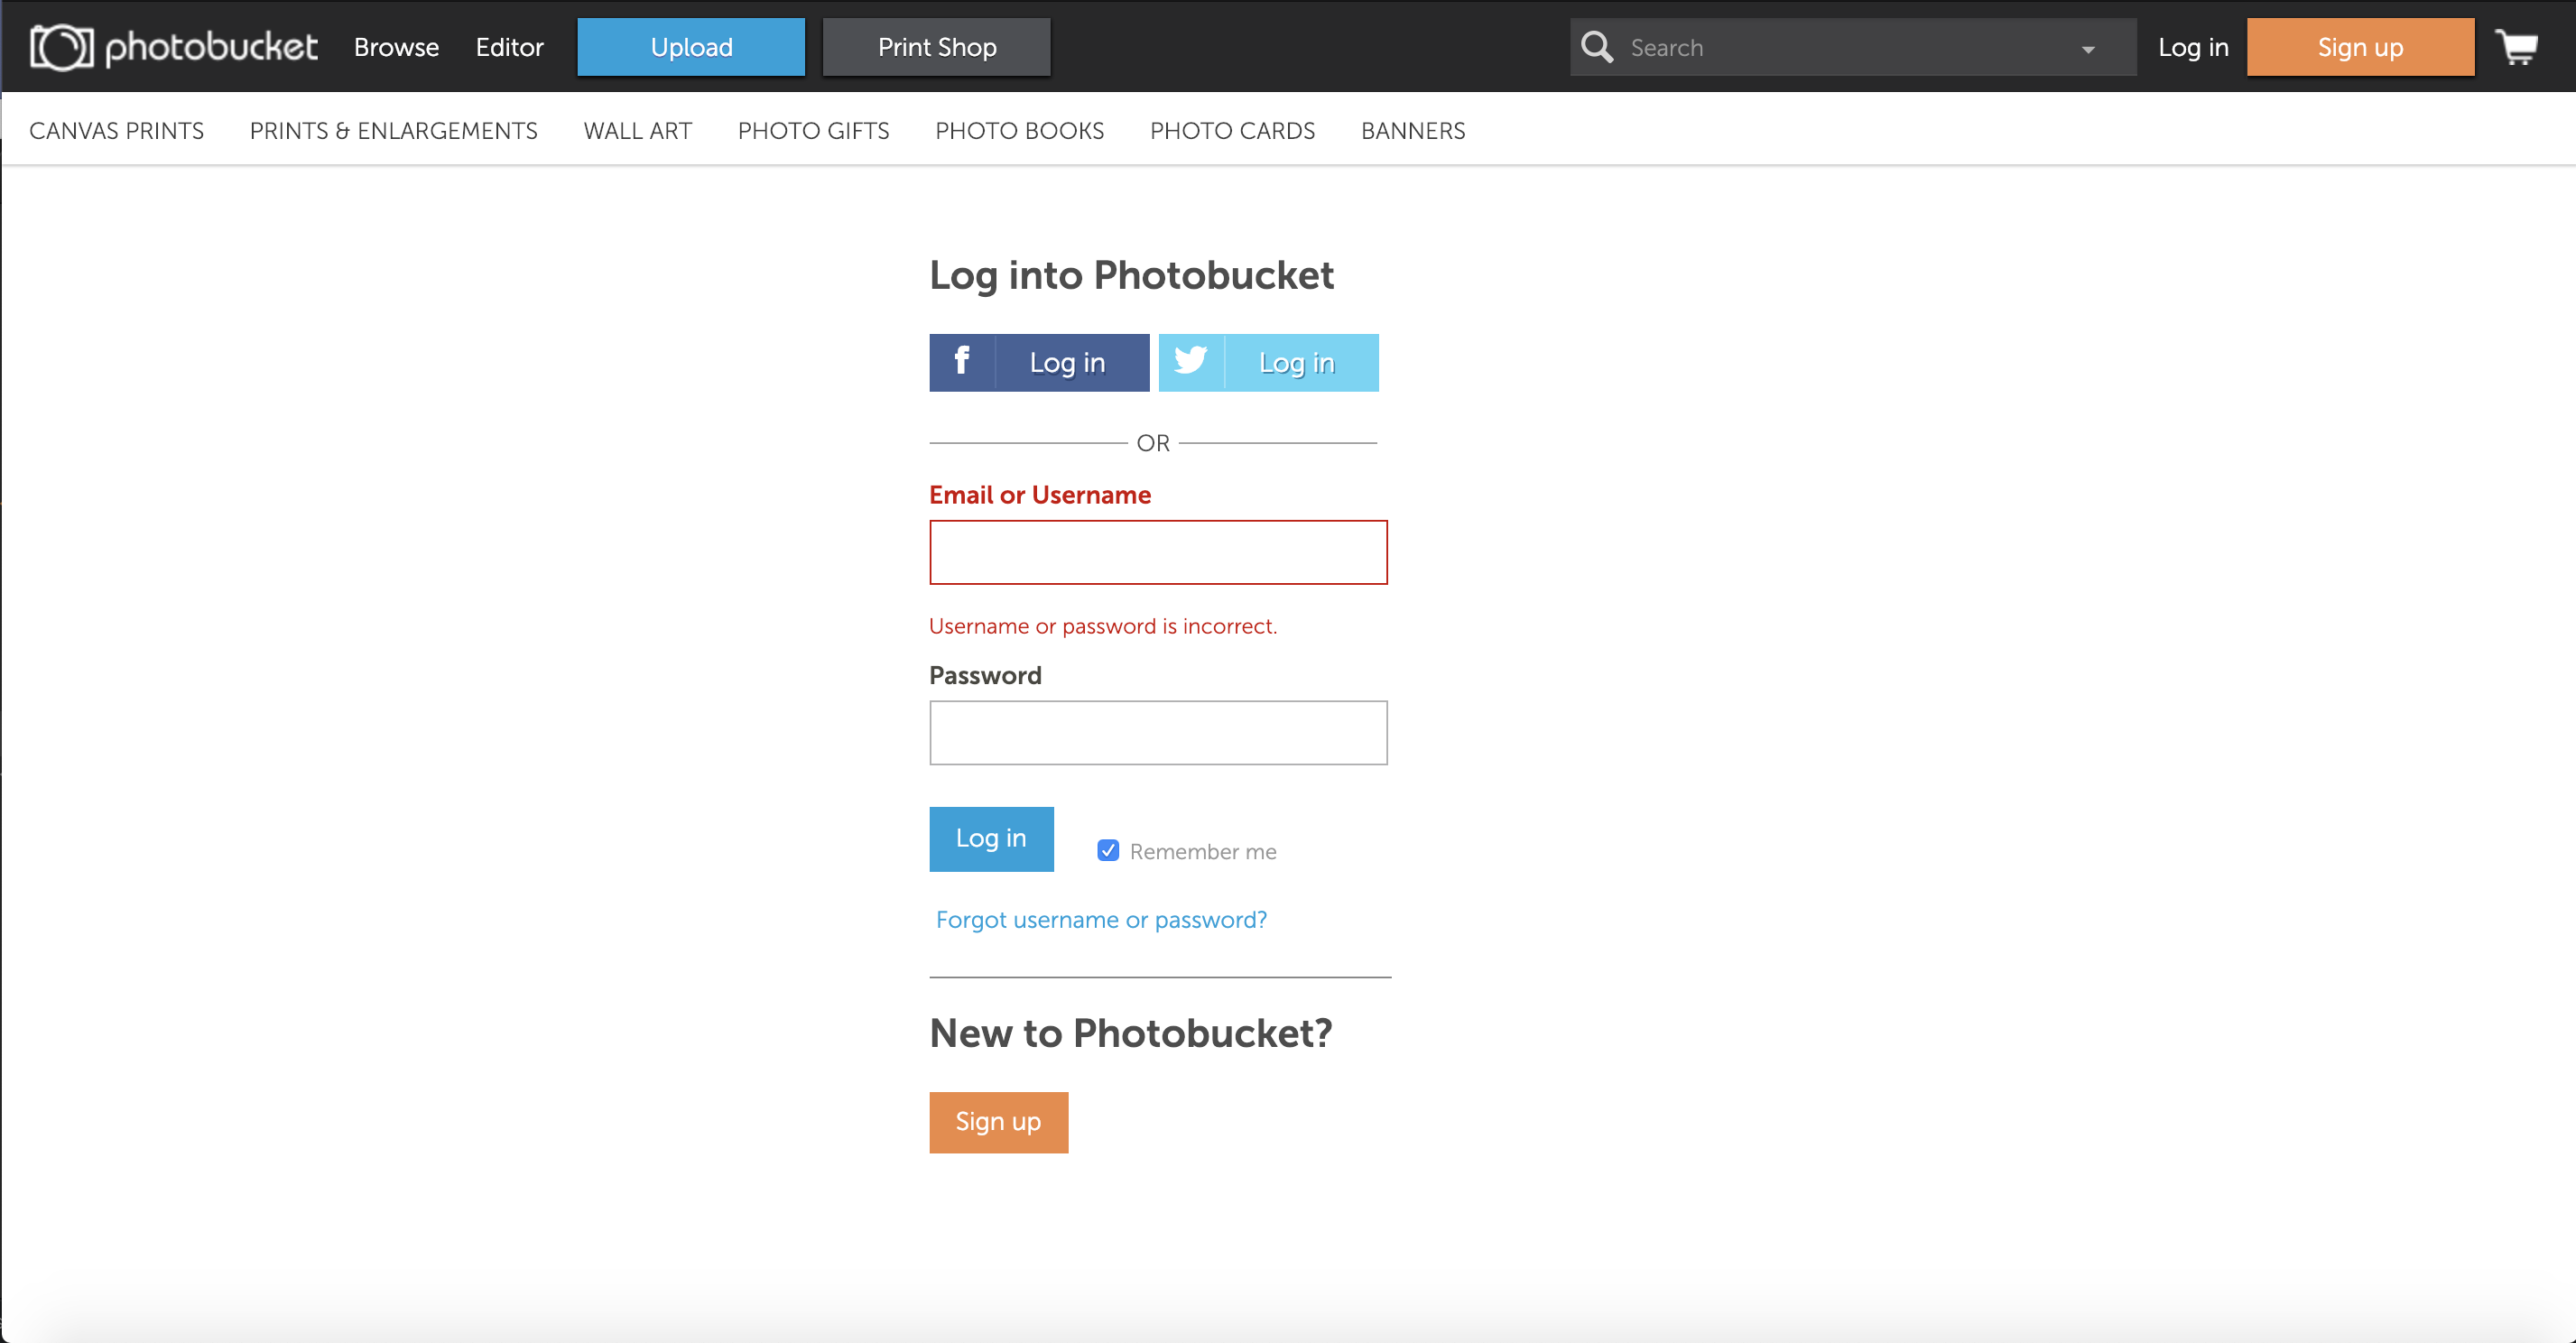 photobucket Browse Editor Upload Print Shop Search Log in Sign up
CANVAS PRINTS PRINTS & ENLARGEMENTS WALL ART PHOTO GIFTS PHOTO BOOKS PHOTO CARDS BANNERS
Log into Photobucket
f Log in Log in
OR
Email or Username
Username or password is incorrect.
Password
Log in Remember me
Forgot username or password?
New to Photobucket?
Sign up